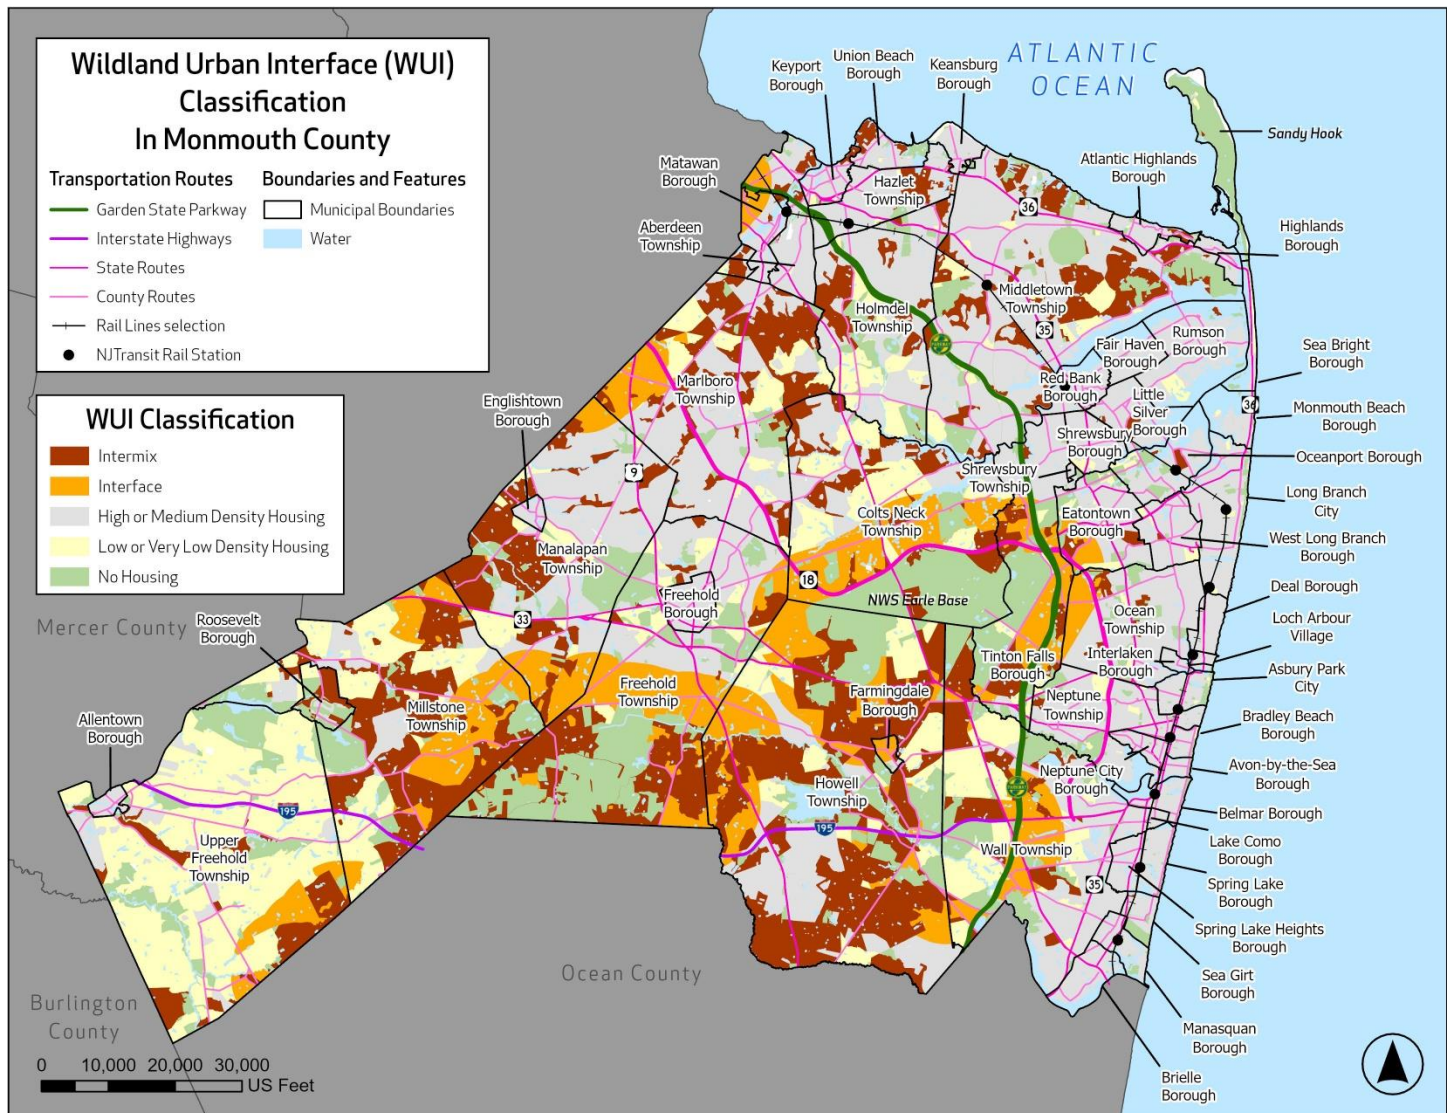 Wildland Urban Interface (WUI)
Classification
In Monmouth County
Transportation Routes
Garden State Parkway
Interstate Highways
State Routes
County Routes
Rail Lines selection
NJTransit Rail Station
Boundaries and Features
Municipal Boundaries
Water
WUI Classification
Intermix
Interface
High or Medium Density Housing
Low or Very Low Density Housing
No Housing
ATLANTIC
OCEAN
Keyport
Borough
Union Beach
Borough
Keansburg
Borough
Sandy Hook
Matawan
Borough
Hazlet
Township
Atlantic Highlands
Borough
36
Aberdeen
Township
Highlands
Borough
Middletown
Township
Holmdel
Township
35
Fair Haven
Borough
Rumson
Borough
Sea Bright
Borough
Marlboro
Township
Red Bank
Borough
Little
Silver
Borough
36
Monmouth Beach
Borough
Englishtown
Borough
Shrewsbury
Borough
Oceanport Borough
9
Shrewsbury
Township
Long Branch
City
Colts Neck
Township
Eatontown
Borough
West Long Branch
Borough
Manalapan
Township
18
Deal Borough
Freehold
Borough
NWS Earle Base
Ocean
Township
Loch Arbour
Village
33
Mercer County
Roosevelt
Borough
Interlaken
Borough
Tinton Falls
Borough
Asbury Park
City
Freehold
Township
Farmingdale
Borough
Neptune
Township
Millstone
Township
Allentown
Borough
Bradley Beach
Borough
Neptune City
Borough
Avon-by-the-Sea
Borough
Howell
Township
195
195
Belmar Borough
Upper
Freehold
Township
Wall Township
Lake Como
Borough
35
Spring Lake
Borough
Spring Lake Heights
Borough
Ocean County
Sea Girt
Borough
Burlington
County
Manasquan
Borough
Brielle
Borough
0 10,000 20,000 30,000
US Feet